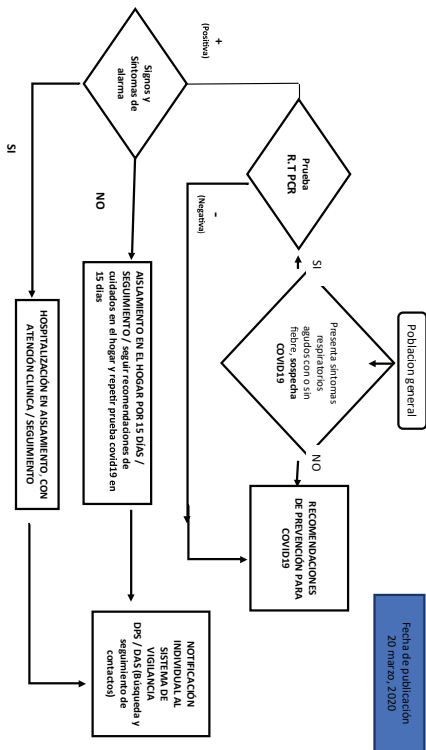 Fecha de publicación
20 marzo, 2020
Poblacion general
Presenta síntomas
respiratorios
agudos con o sin
fiebre, sospecha
COVID19
SI
NO
Prueba
R.T PCR
RECOMENDACIONES
DE PREVENCIÓN PARA
COVID19
+
(Positiva)
-
(Negativa)
Signos y
Síntomas de
alarma
NO
AISLAMIENTO EN EL HOGAR POR 15 DÍAS /
SEGUIMIENTO / seguir recomendaciones de
cuidados en el hogar y repetir prueba covid19 en
15 dias
NOTIFICACIÓN
INDIVIDUAL AL
SISTEMA DE
VIGILANCIA
DPS / DAS (Búsqueda y
seguimiento de
contactos)
SI
HOSPITALIZACIÓN EN AISLAMIENTO , CON
ATENCIÓN CLINICA / SEGUIMIENTO